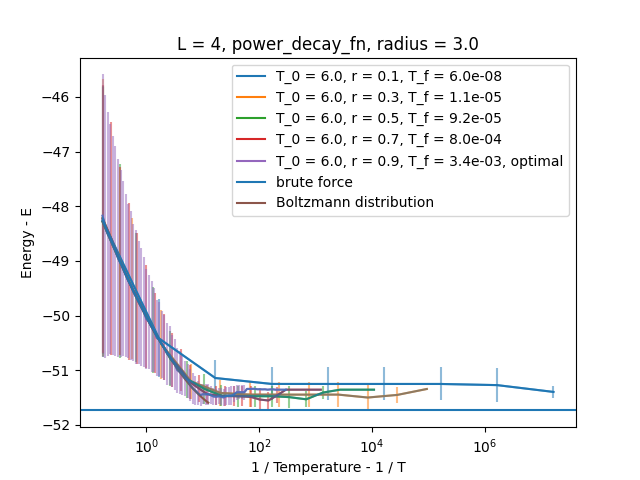 L = 4, power_decay_fn, radius = 3.0
T_0 = 6.0, r = 0.1, T_f = 6.0e-08
T_0 = 6.0, r = 0.3, T_f = 1.1e-05
T_0 = 6.0, r = 0.5, T_f = 9.2e-05
T_0 = 6.0, r = 0.7, T_f = 8.0e-04
T_0 = 6.0, r = 0.9, T_f = 3.4e-03, optimal
brute force
Boltzmann distribution
Energy - E
−46
−47
−48
−49
−50
−51
−52
10⁰ 10² 10⁴ 10⁶
1 / Temperature - 1 / T